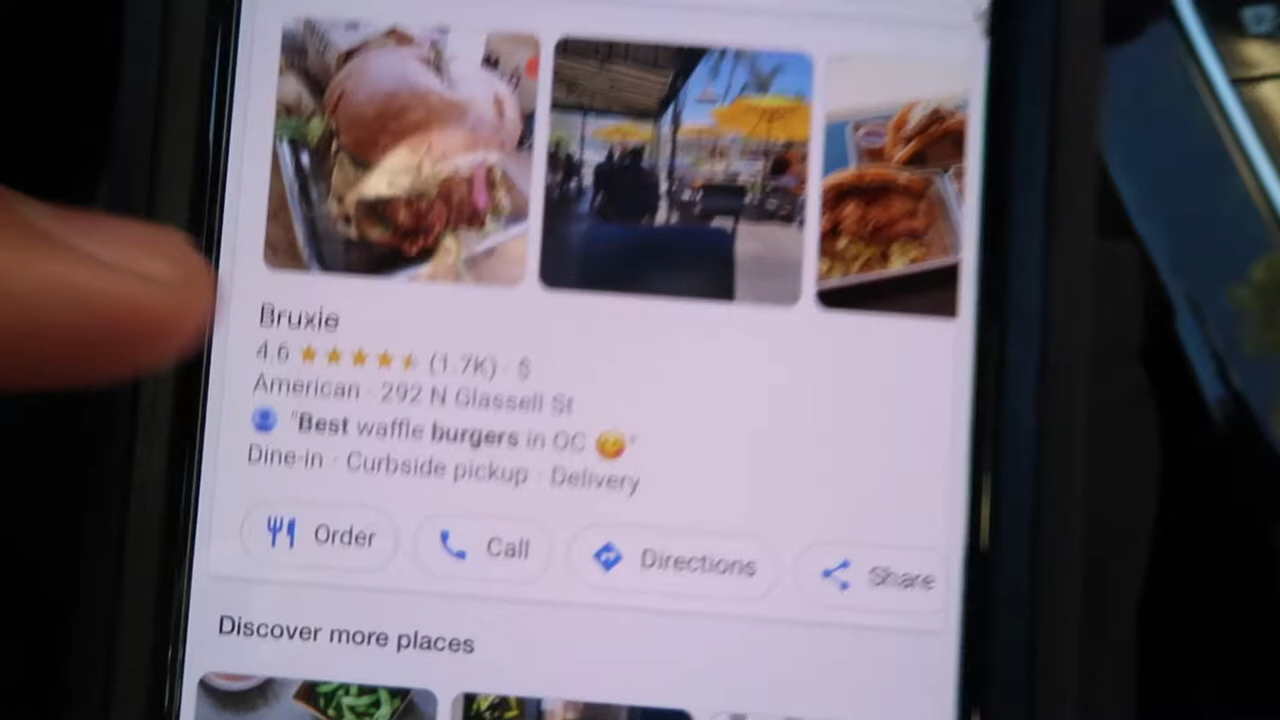 Bruxie
4.6 (1.7K) · $
American · 292 N Glassell St
"Best waffle burgers in OC 😋"
Dine-in · Curbside pickup · Delivery
Order
Call
Directions
Share
Discover more places